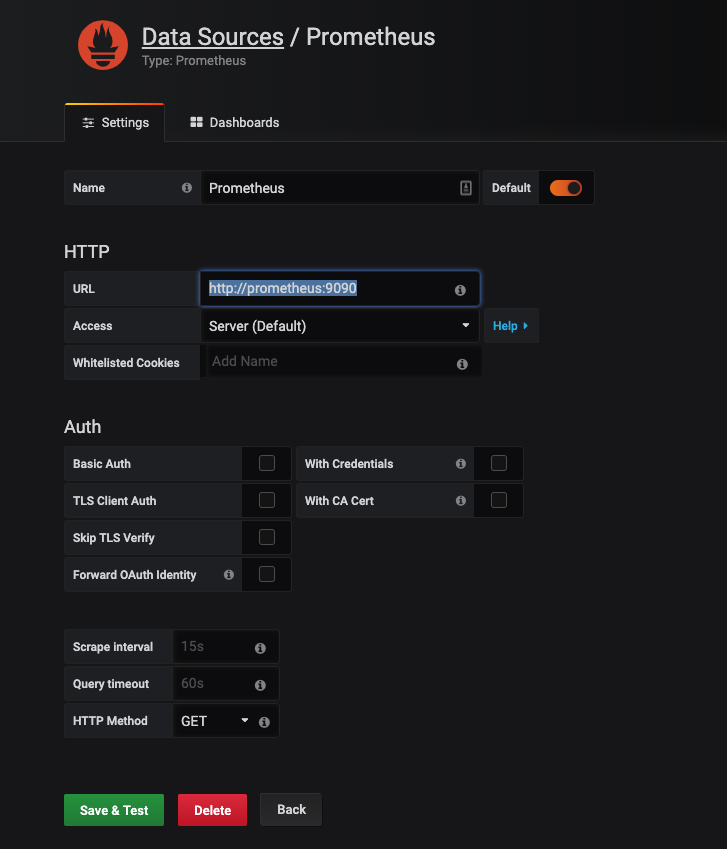 Data Sources / Prometheus
Type: Prometheus
Settings
Dashboards
Name
Prometheus
Default
HTTP
URL
http://prometheus:9090
Access
Server (Default)
Help
Whitelisted Cookies
Add Name
Auth
Basic Auth
With Credentials
TLS Client Auth
With CA Cert
Skip TLS Verify
Forward OAuth Identity
Scrape interval
15s
Query timeout
60s
HTTP Method
GET
Save & Test
Delete
Back